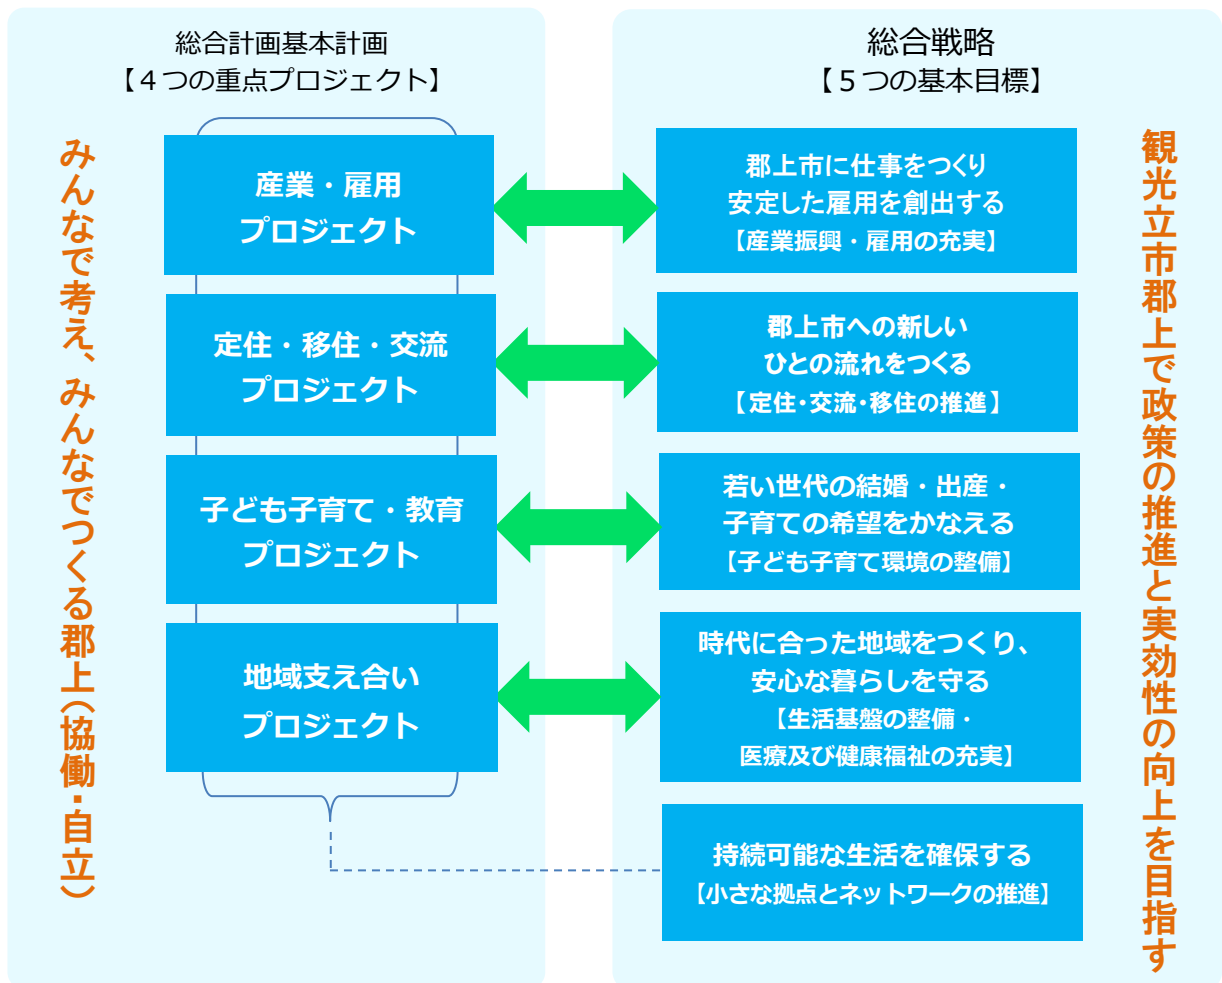 総合計画基本計画
【４つの重点プロジェクト】
みんなで考え、みんなでつくる郡上（協働・自立）
産業・雇用
プロジェクト
定住・移住・交流
プロジェクト
子ども子育て・教育
プロジェクト
地域支え合い
プロジェクト
総合戦略
【５つの基本目標】
郡上市に仕事をつくり
安定した雇用を創出する
【産業振興・雇用の充実】
郡上市への新しい
ひとの流れをつくる
【定住・交流・移住の推進】
若い世代の結婚・出産・
子育ての希望をかなえる
【子ども子育て環境の整備】
時代に合った地域をつくり、
安心な暮らしを守る
【生活基盤の整備・
医療及び健康福祉の充実】
持続可能な生活を確保する
【小さな拠点とネットワークの推進】
観光立市郡上で政策の推進と実効性の向上を目指す